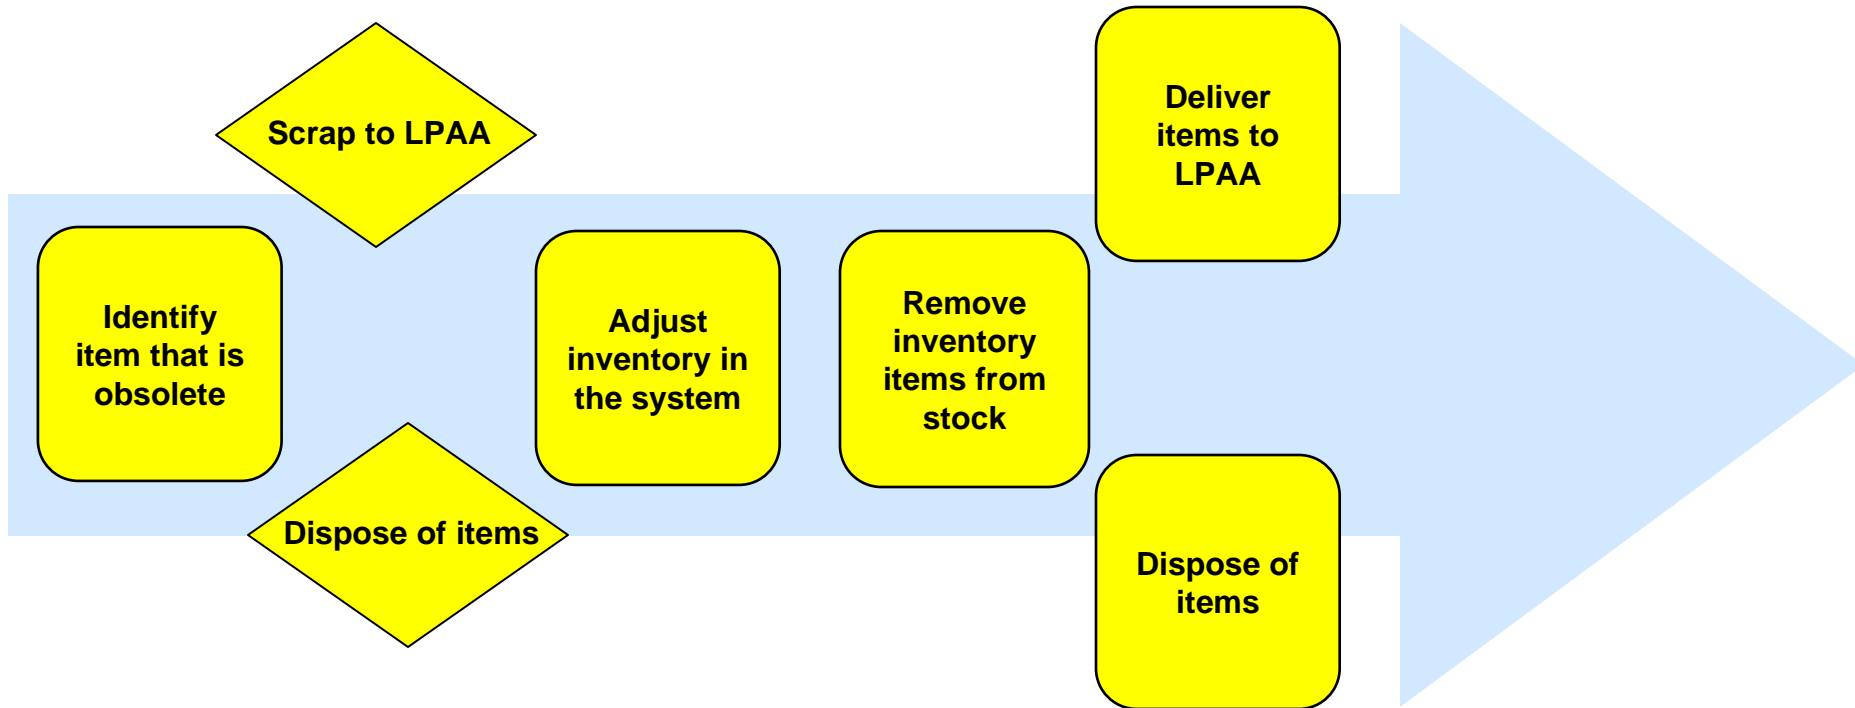 Scrap to LPAA
Identify
item that is
obsolete
Dispose of items
Adjust
inventory in
the system
Remove
inventory
items from
stock
Deliver
items to
LPAA
Dispose of
items